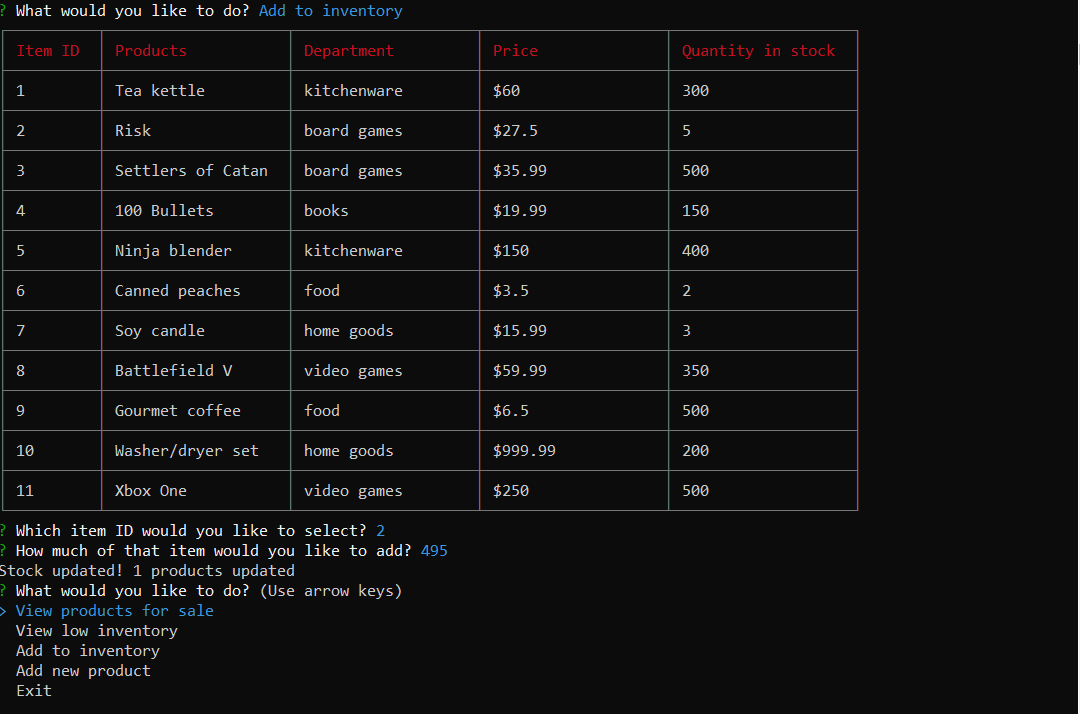 ? What would you like to do? Add to inventory
Item ID Products Department Price Quantity in stock
1 Tea kettle kitchenware $60 300
2 Risk board games $27.5 5
3 Settlers of Catan board games $35.99 500
4 100 Bullets books $19.99 150
5 Ninja blender kitchenware $150 400
6 Canned peaches food $3.5 2
7 Soy candle home goods $15.99 3
8 Battlefield V video games $59.99 350
9 Gourmet coffee food $6.5 500
10 Washer/dryer set home goods $999.99 200
11 Xbox One video games $250 500
? Which item ID would you like to select? 2
? How much of that item would you like to add? 495
Stock updated! 1 products updated
? What would you like to do? (Use arrow keys)
> View products for sale
View low inventory
Add to inventory
Add new product
Exit